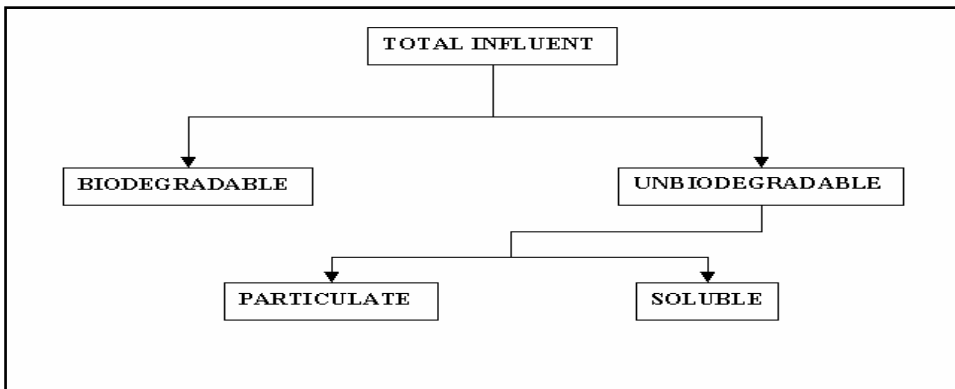 TOTAL INFLUENT
BIODEGRADABLE
UNBIODEGRADABLE
PARTICULATE
SOLUBLE